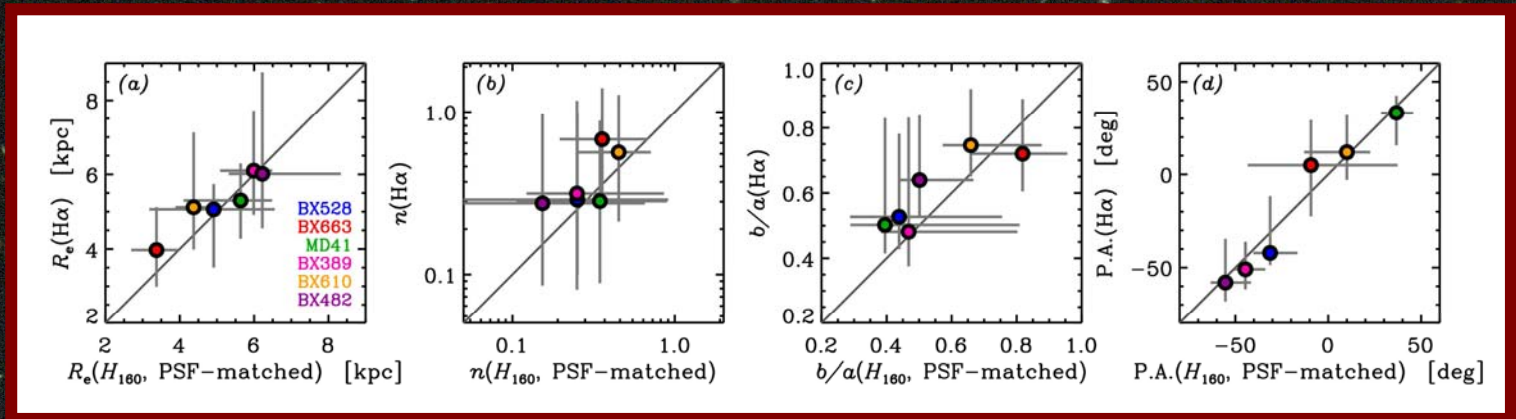 (a)
8
6
4
2
Rₑ(Hα) [kpc]
BX528
BX663
MD41
BX389
BX610
BX482
2 4 6 8
Rₑ(H₁₆₀, PSF−matched) [kpc]
(b)
1.0
0.1
n(Hα)
0.1 1.0
n(H₁₆₀, PSF−matched)
(c)
1.0
0.8
0.6
0.4
0.2
b/a(Hα)
0.2 0.4 0.6 0.8 1.0
b/a(H₁₆₀, PSF−matched)
(d)
50
0
−50
P.A.(Hα) [deg]
−50 0 50
P.A.(H₁₆₀, PSF−matched) [deg]